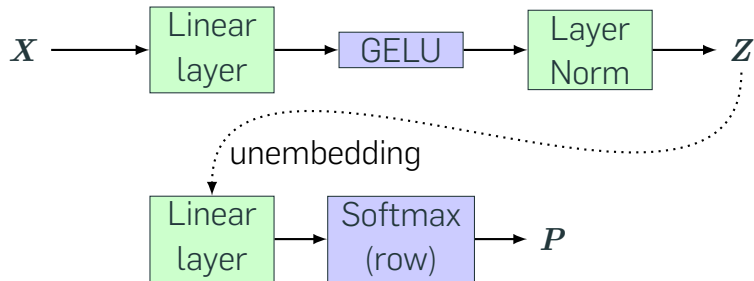 X
Linear
layer
GELU
Layer
Norm
Z
unembedding
Linear
layer
Softmax
(row)
P